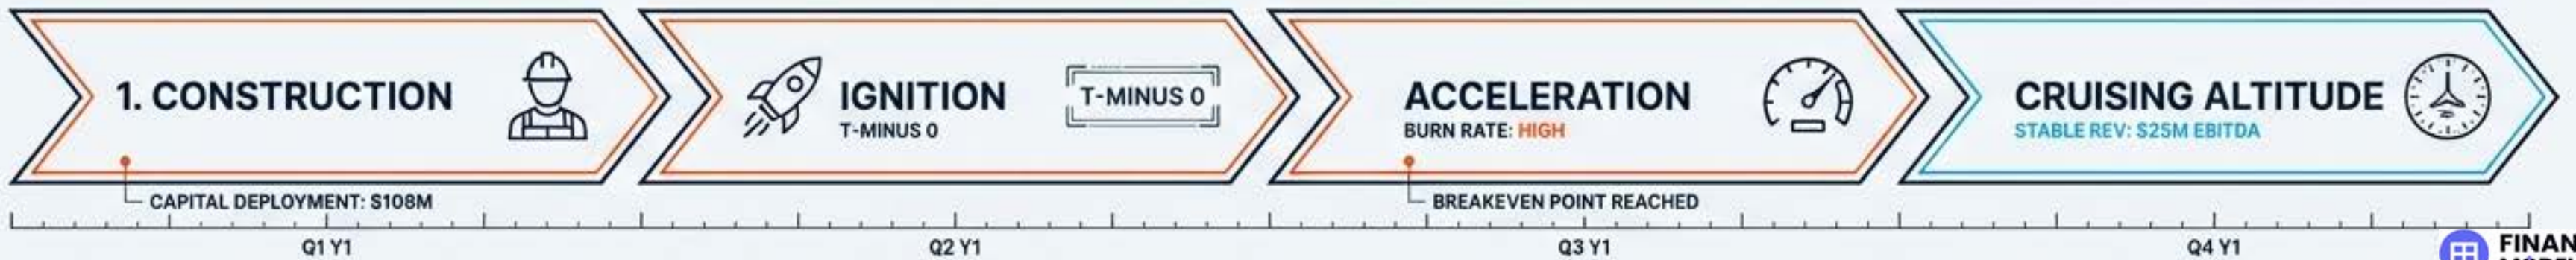 1. CONSTRUCTION
CAPITAL DEPLOYMENT: $108M
IGNITION
T-MINUS 0
T-MINUS 0
ACCELERATION
BURN RATE: HIGH
BREAKEVEN POINT REACHED
CRUISING ALTITUDE
STABLE REV: $25M EBITDA
Q1 Y1
Q2 Y1
Q3 Y1
Q4 Y1
FINAN